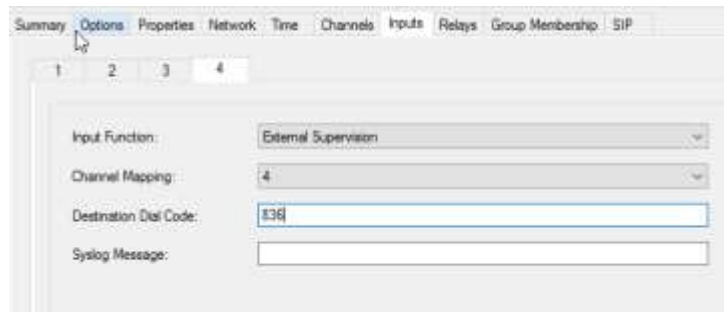 Summary Options Properties Network Time Channels Inputs Relays Group Membership SIP
1 2 3 4
Input Function: External Supervision
Channel Mapping: 4
Destination Dial Code: 836
Syslog Message: